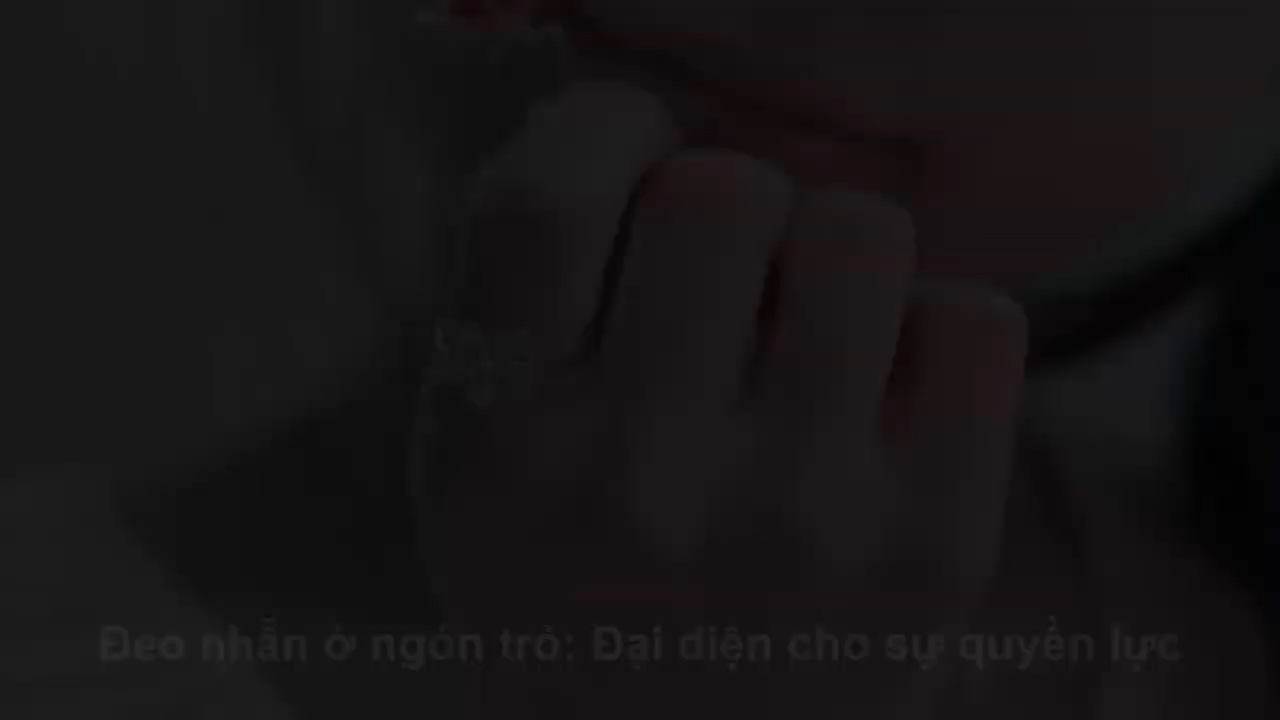 Đeo nhẫn ở ngón trỏ: Đại diện cho sự quyền lực